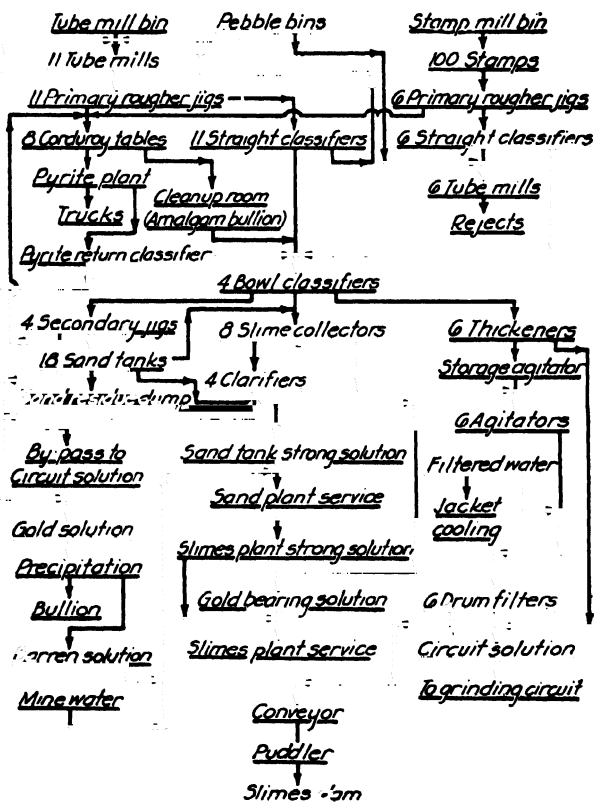 Tube mill bin
Pebble bins
Stamp mill bin
11 Tube mills
100 Stamps
11 Primary rougher jigs
6 Primary rougher jigs
8 Corduroy tables
11 Straight classifiers
6 Straight classifiers
Pyrite plant
Cleanup room
(Amalgam bullion)
6 Tube mills
Trucks
Rejects
Pyrite return classifier
4 Bowl classifiers
4 Secondary jigs
8 Slime collectors
6 Thickeners
18 Sand tanks
4 Clarifiers
Storage agitator
6 Agitators
By-pass to
Circuit solution
Sand tank strong solution
Filtered water
Sand plant service
Jacket
cooling
Gold solution
Slimes plant strong solution
Precipitation
Bullion
Gold bearing solution
6 Drum filters
solution
Slimes plant service
Circuit solution
Mine water
To grinding circuit
Conveyor
Puddler
Slimes